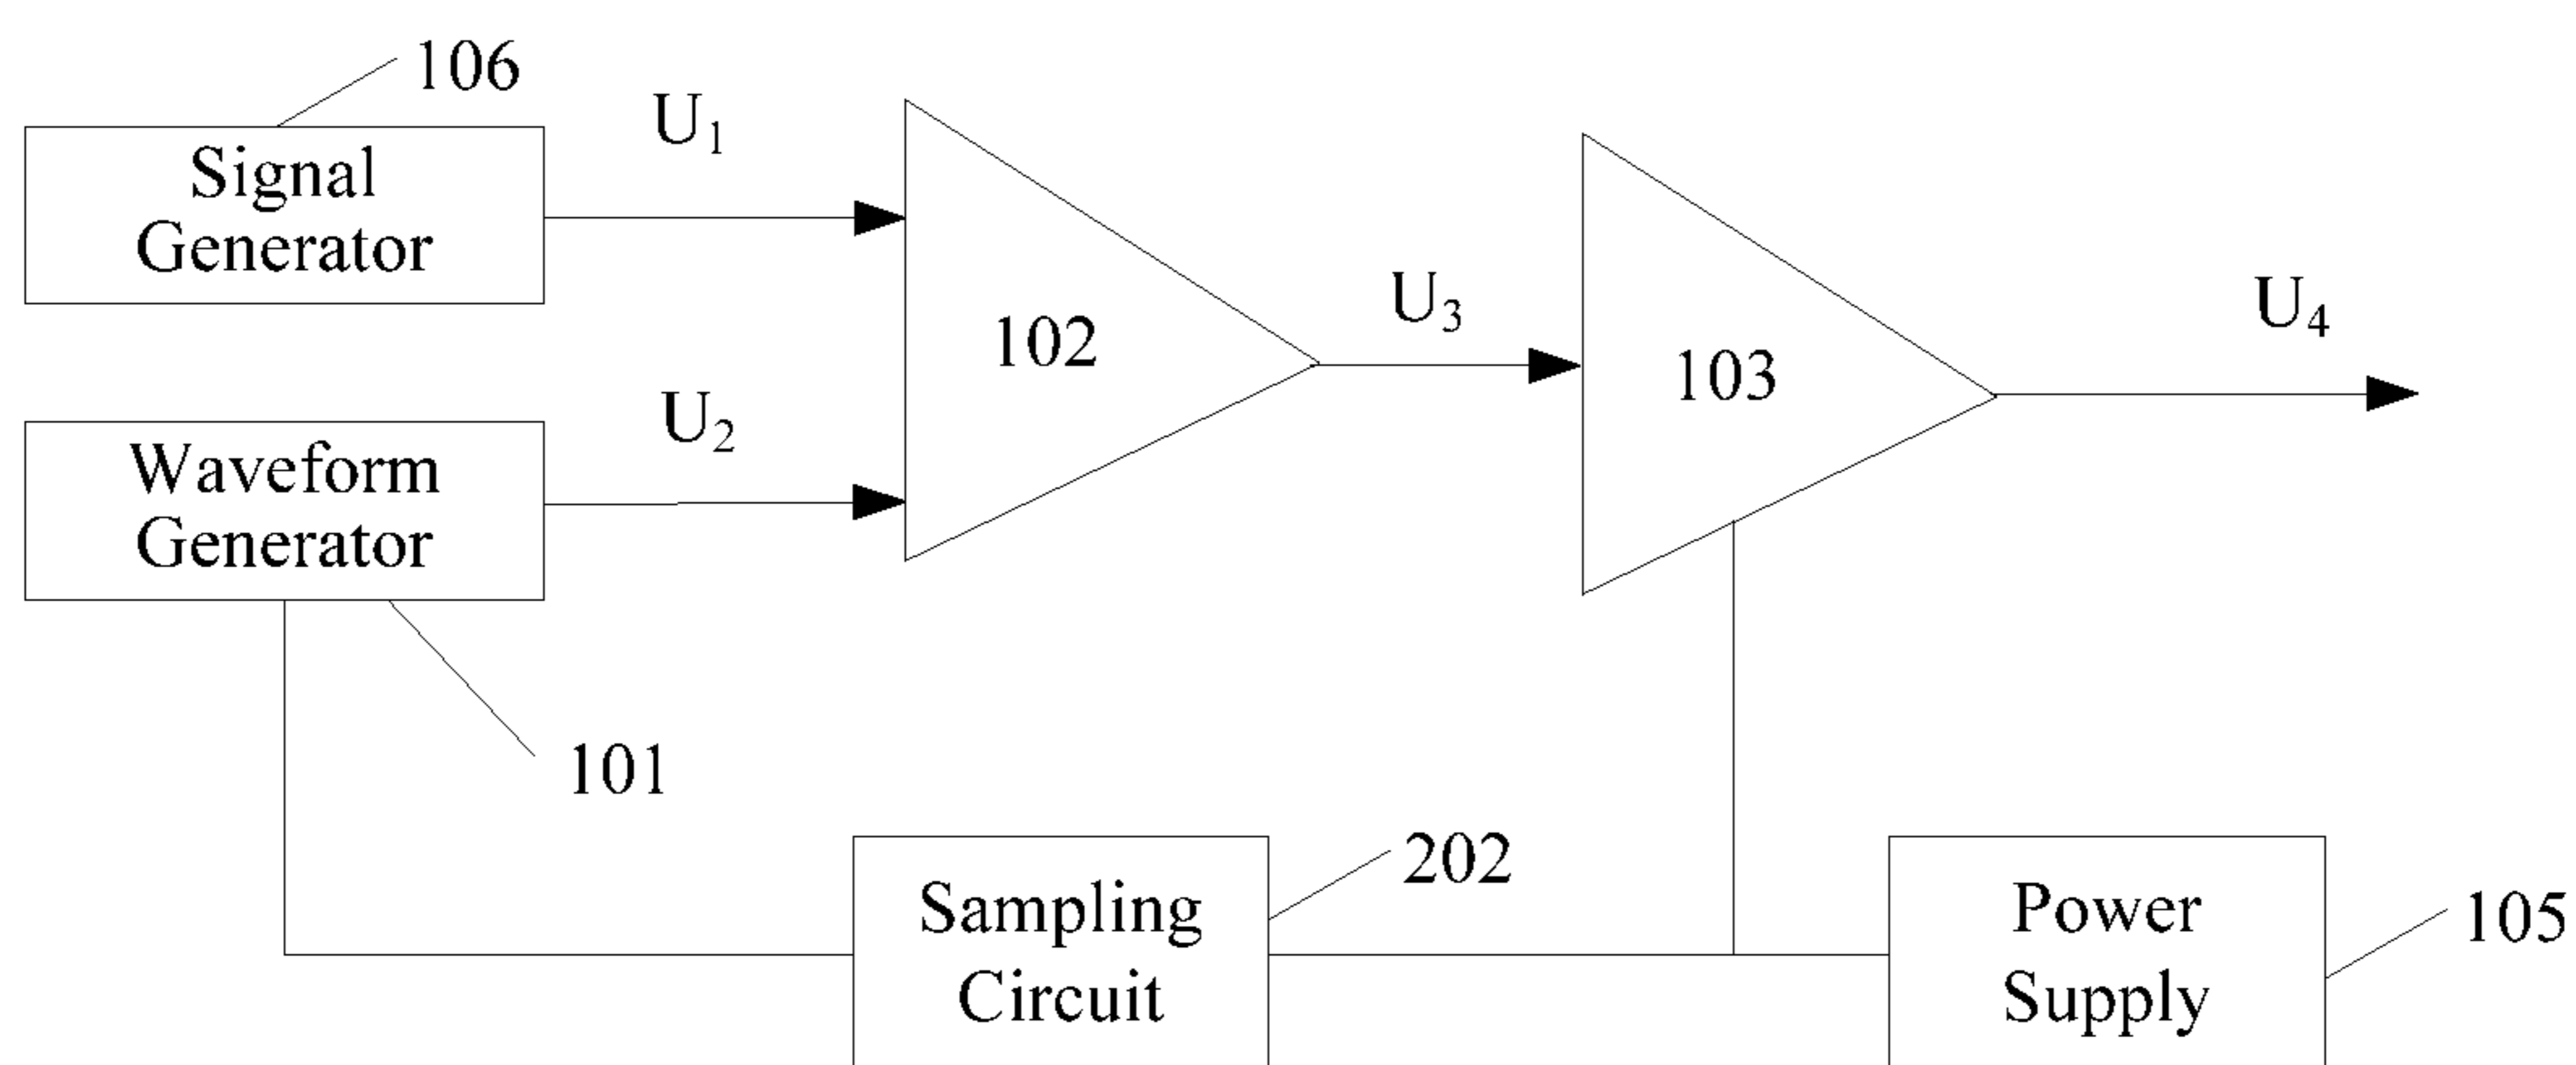 106
Signal
Generator
U₁
102
U₃
103
U₄
Waveform
Generator
U₂
101
Sampling
Circuit
202
Power
Supply
105